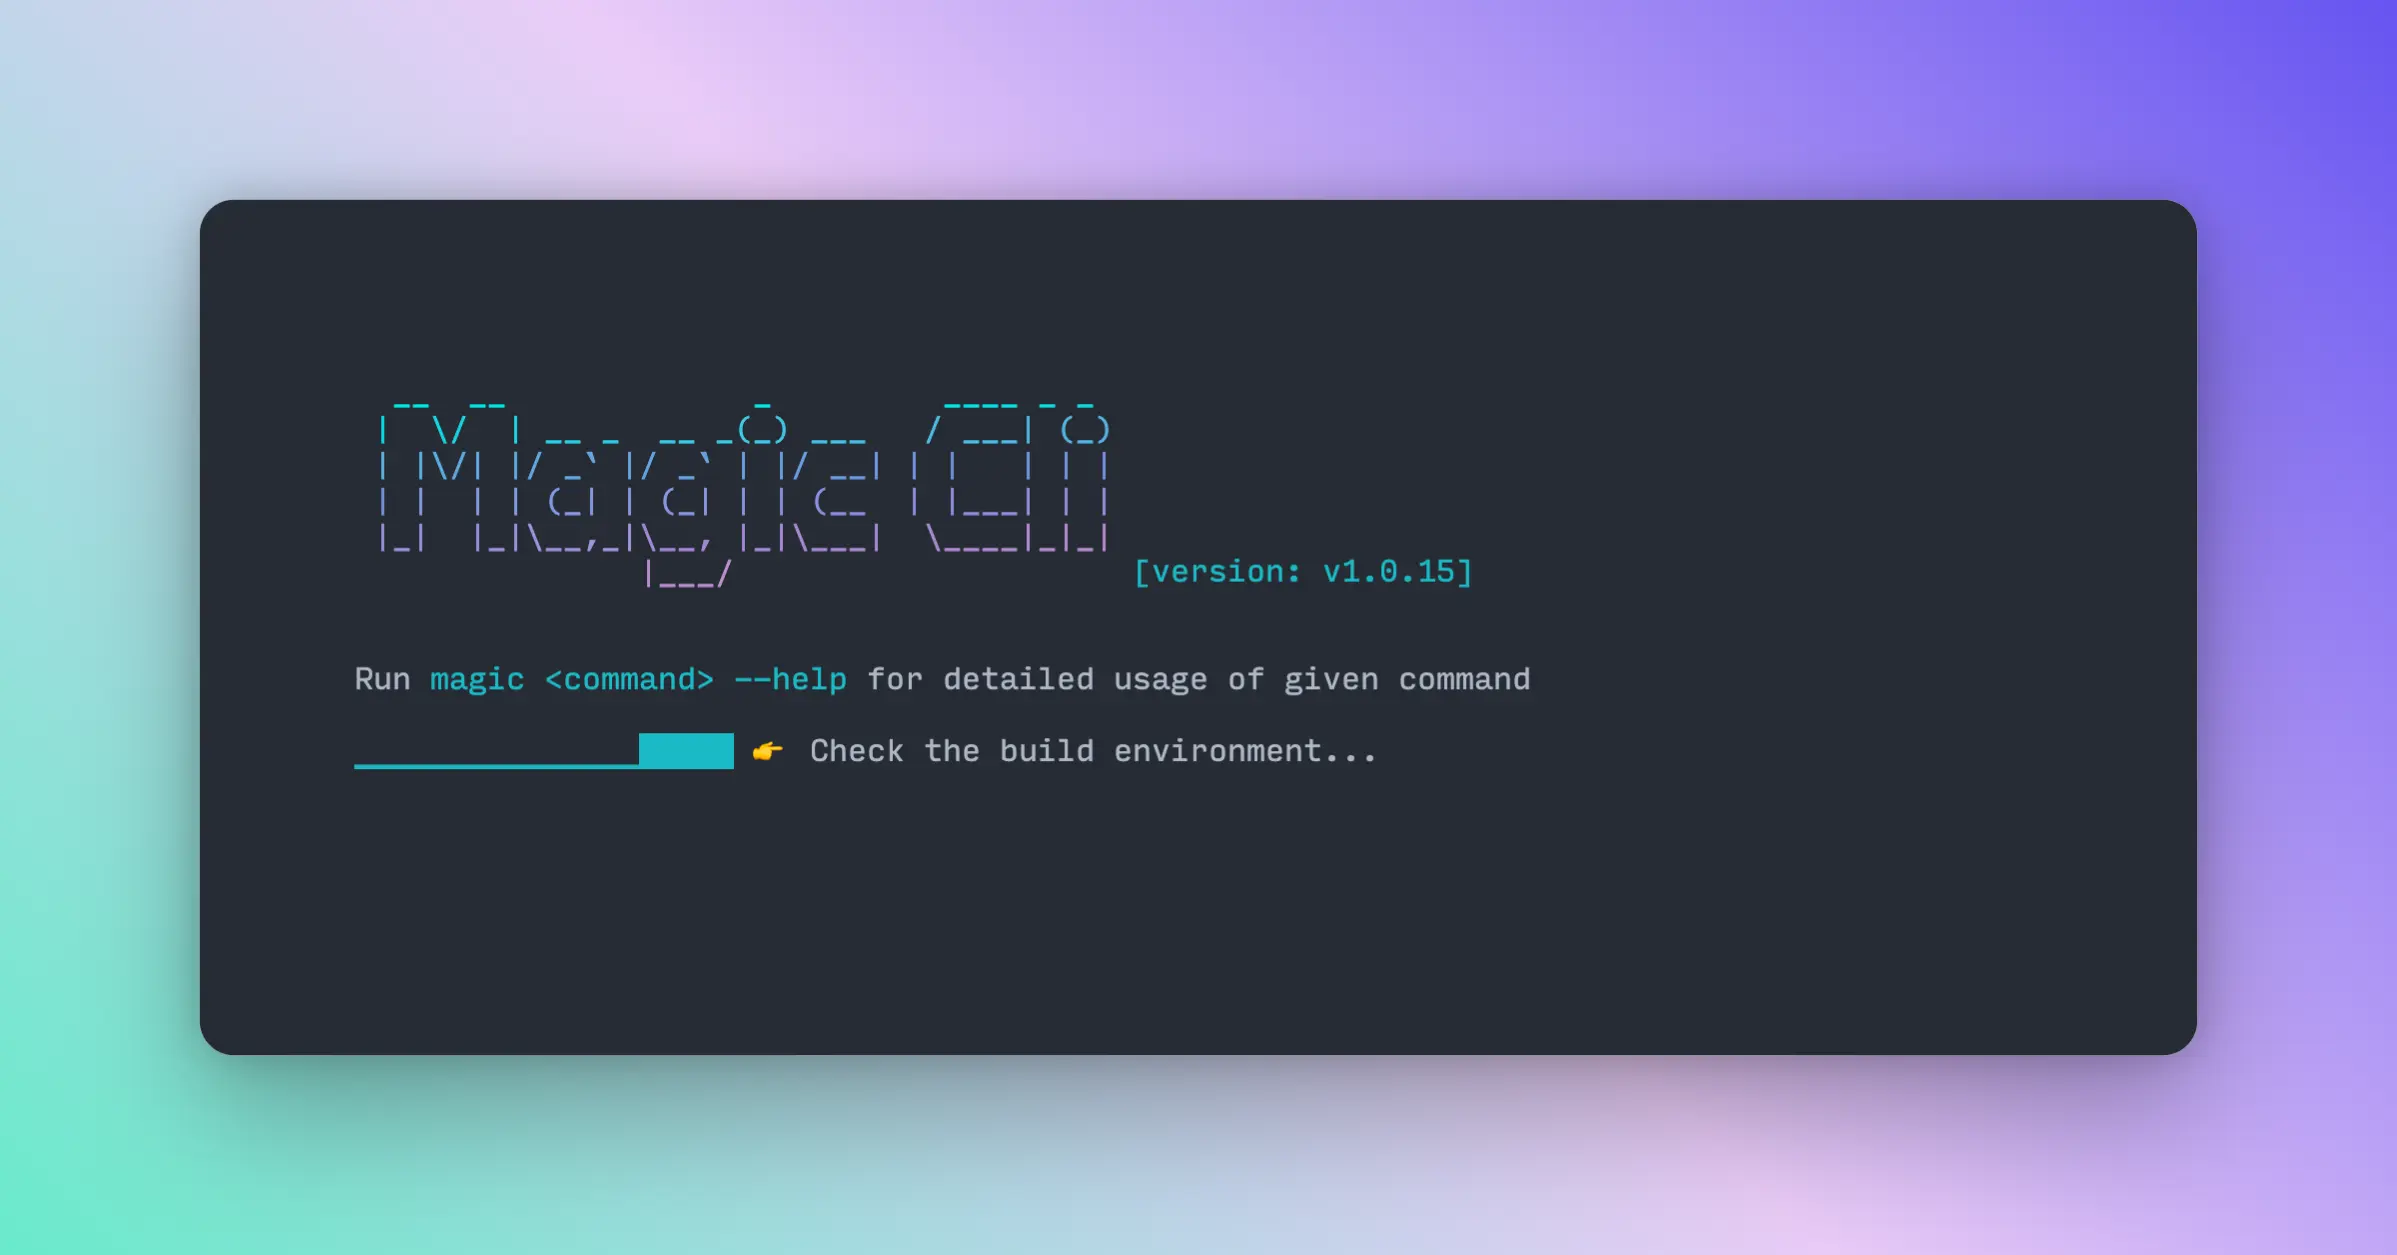 Magic Cli
[version: v1.0.15]
Run magic <command> --help for detailed usage of given command
👉 Check the build environment...